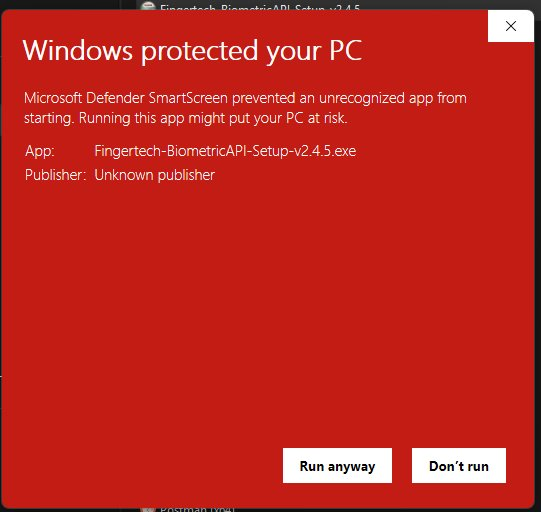 Fingertech-BiometricAPI-Setup-v2.4.5
Windows protected your PC
Microsoft Defender SmartScreen prevented an unrecognized app from
starting. Running this app might put your PC at risk.
App: Fingertech-BiometricAPI-Setup-v2.4.5.exe
Publisher: Unknown publisher
Run anyway Don’t run
Postman (x64)